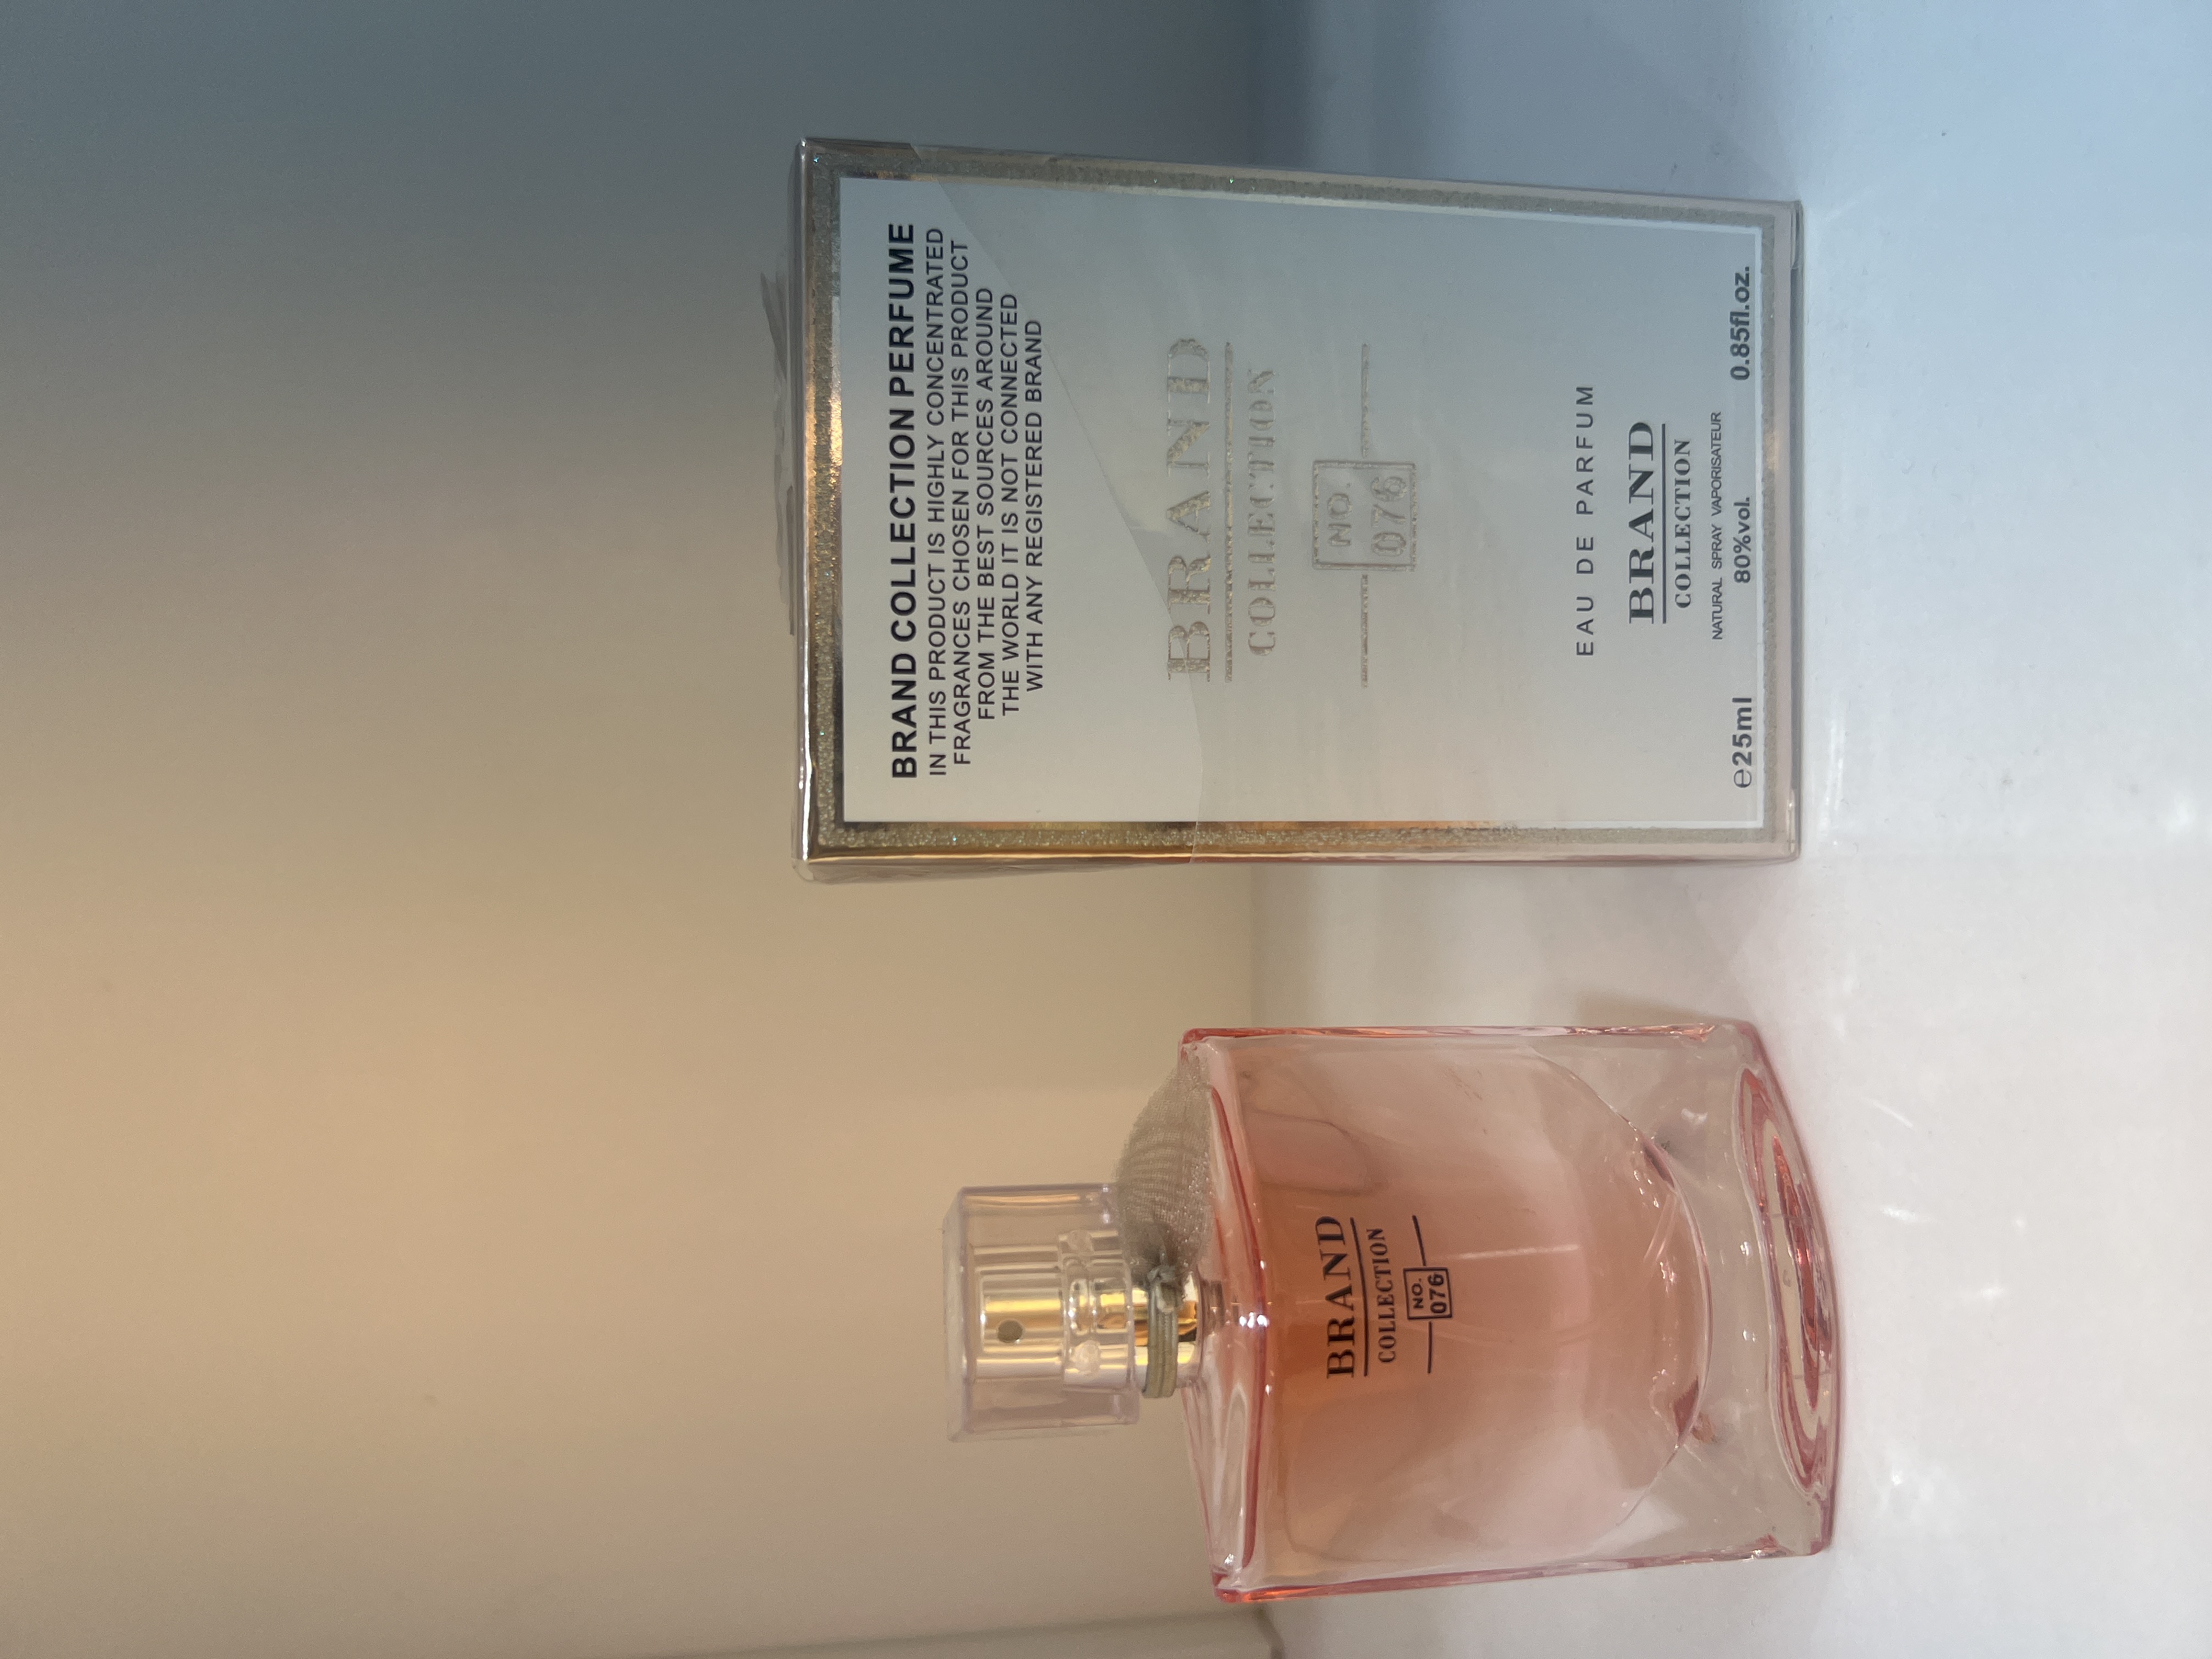 BRAND
COLLECTION
NO.
076
BRAND COLLECTION PERFUME
IN THIS PRODUCT IS HIGHLY CONCENTRATED
FRAGRANCES CHOSEN FOR THIS PRODUCT
FROM THE BEST SOURCES AROUND
THE WORLD IT IS NOT CONNECTED
WITH ANY REGISTERED BRAND
BRAND
COLLECTION
NO.
076
EAU DE PARFUM
BRAND
COLLECTION
NATURAL SPRAY VAPORISATEUR
℮25ml 80%vol. 0.85fl.oz.